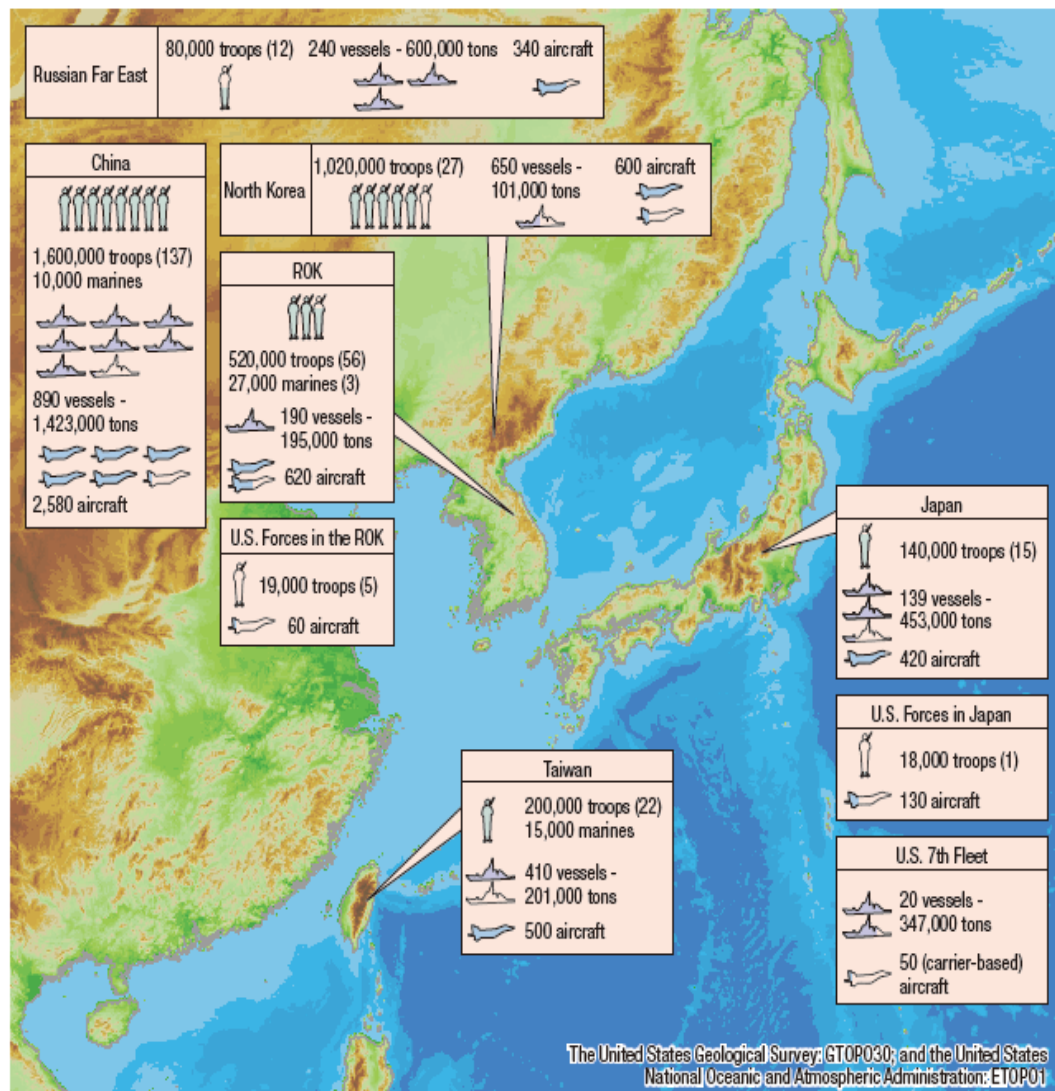 Russian Far East
80,000 troops (12)
240 vessels - 600,000 tons
340 aircraft
China
1,600,000 troops (137)
10,000 marines
890 vessels -
1,423,000 tons
2,580 aircraft
North Korea
1,020,000 troops (27)
650 vessels -
101,000 tons
600 aircraft
ROK
520,000 troops (56)
27,000 marines (3)
190 vessels -
195,000 tons
620 aircraft
U.S. Forces in the ROK
19,000 troops (5)
60 aircraft
Japan
140,000 troops (15)
139 vessels -
453,000 tons
420 aircraft
U.S. Forces in Japan
18,000 troops (1)
130 aircraft
Taiwan
200,000 troops (22)
15,000 marines
410 vessels -
201,000 tons
500 aircraft
U.S. 7th Fleet
20 vessels -
347,000 tons
50 (carrier-based)
aircraft
The United States Geological Survey: GTOPO30; and the United States
National Oceanic and Atmospheric Administration: ETOPO1